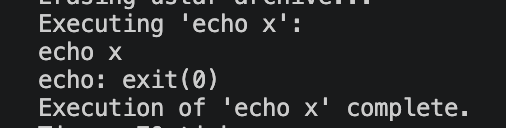 Executing 'echo x':
echo x
echo: exit(0)
Execution of 'echo x' complete.